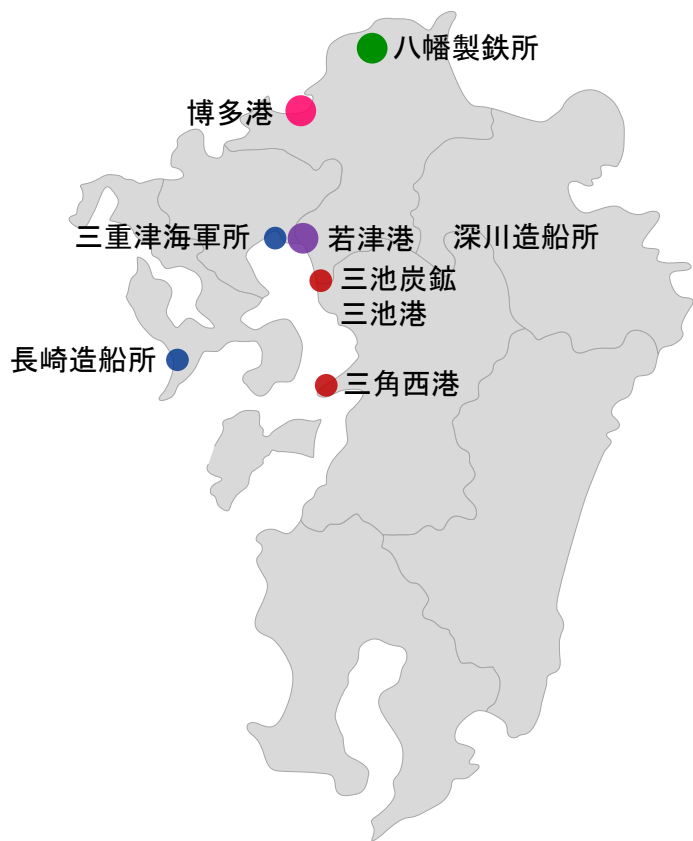 八幡製鉄所
博多港
三重津海軍所
若津港
深川造船所
三池炭鉱
三池港
長崎造船所
三角西港